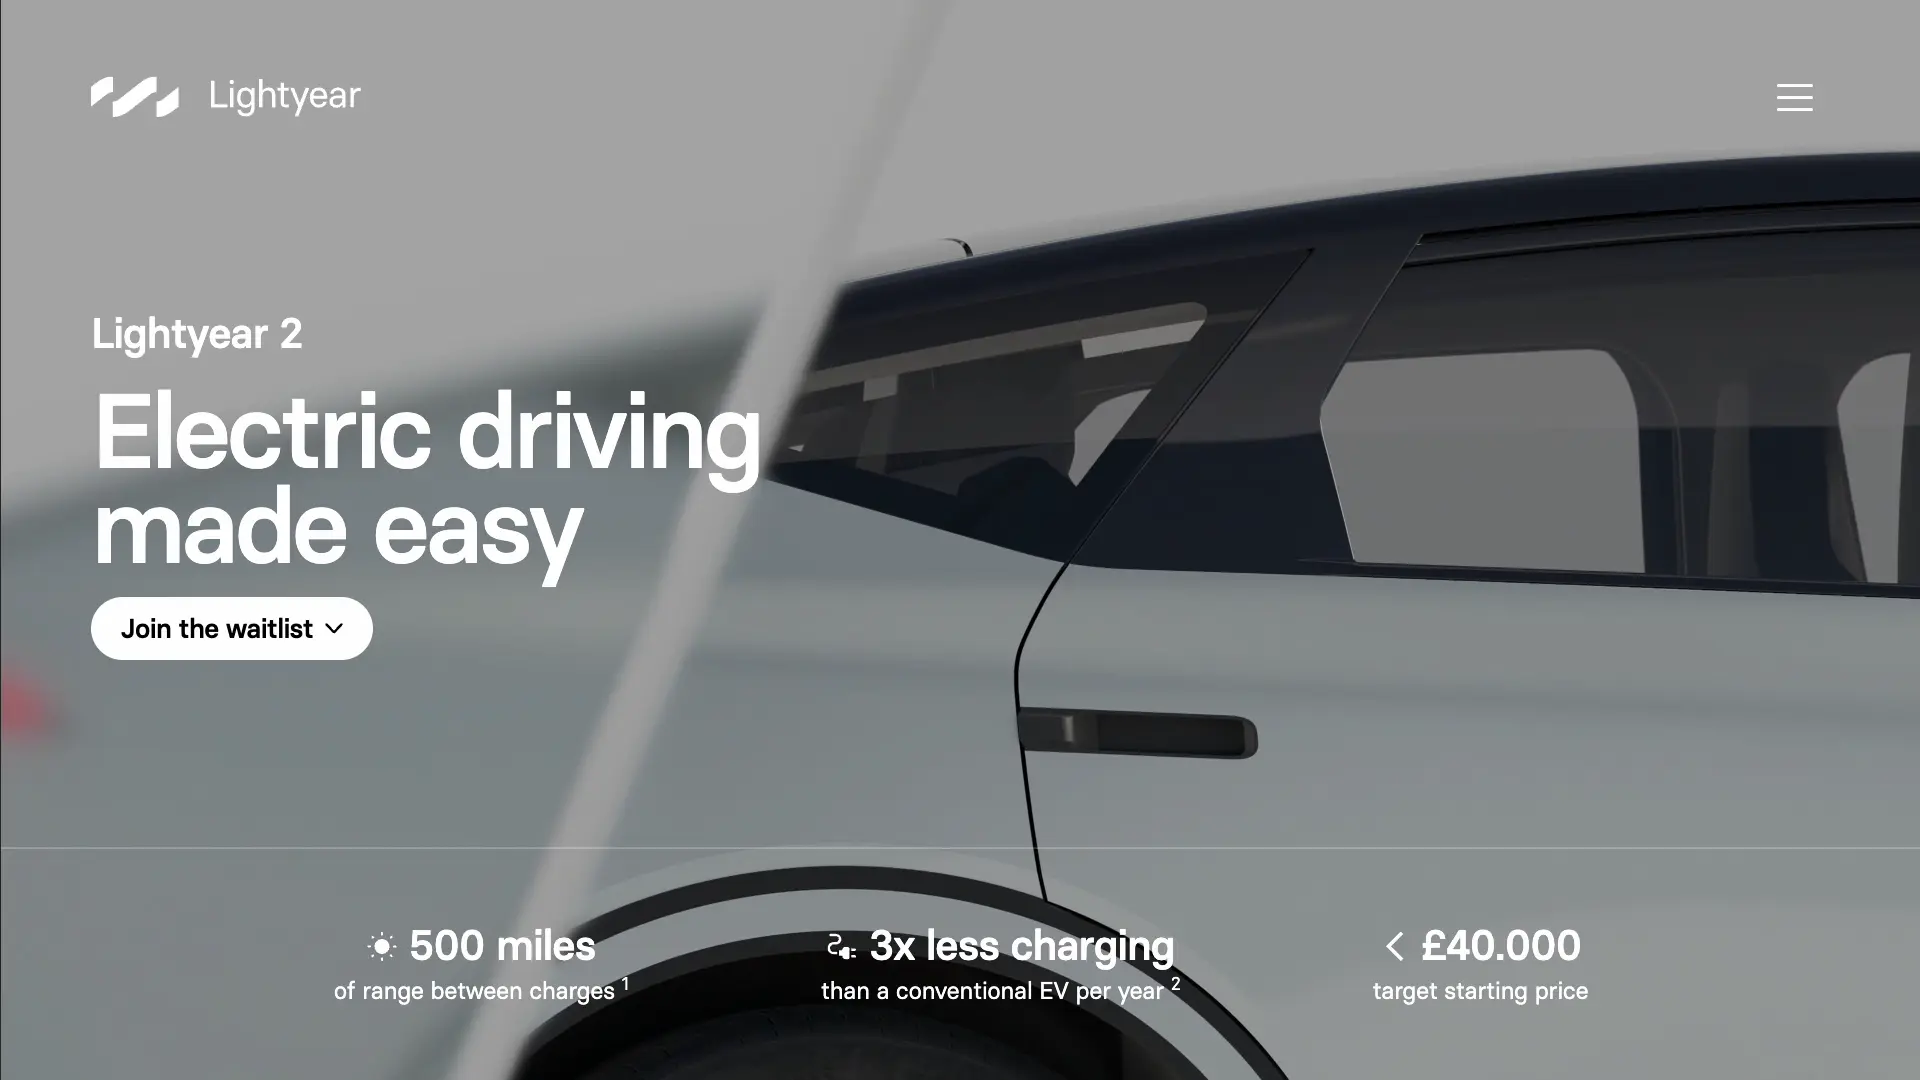 Lightyear
Lightyear 2
Electric driving
made easy
Join the waitlist
500 miles
of range between charges 1
3x less charging
than a conventional EV per year 2
< £40.000
target starting price